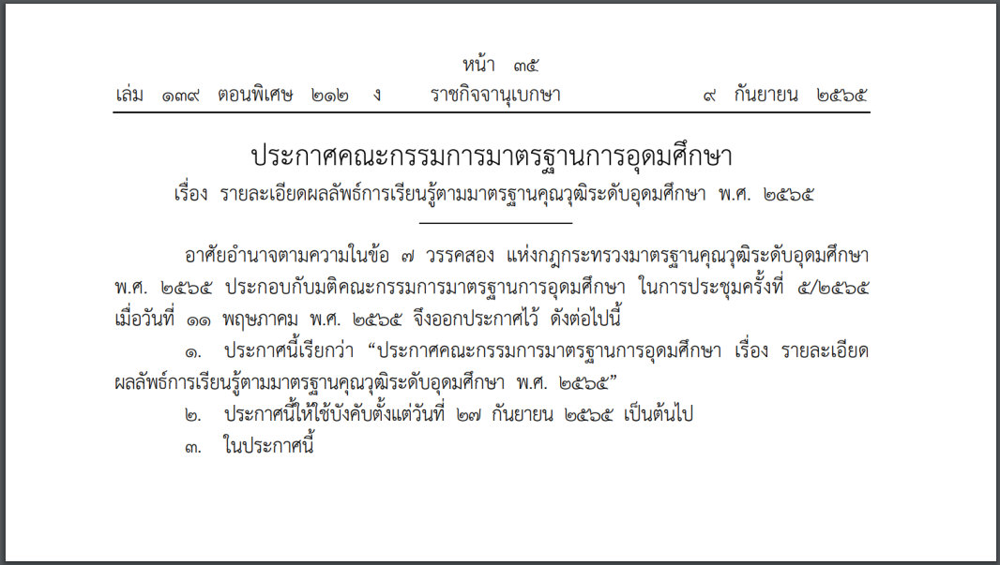 หน้า ๓๕
เล่ม ๑๓๙ ตอนพิเศษ ๒๑๒ ง ราชกิจจานุเบกษา ๙ กันยายน ๒๕๖๕
ประกาศคณะกรรมการมาตรฐานการอุดมศึกษา
เรื่อง รายละเอียดผลลัพธ์การเรียนรู้ตามมาตรฐานคุณวุฒิระดับอุดมศึกษา พ.ศ. ๒๕๖๕
อาศัยอำนาจตามความในข้อ ๗ วรรคสอง แห่งกฎกระทรวงมาตรฐานคุณวุฒิระดับอุดมศึกษา
พ.ศ. ๒๕๖๕ ประกอบกับมติคณะกรรมการมาตรฐานการอุดมศึกษา ในการประชุมครั้งที่ ๕/๒๕๖๕
เมื่อวันที่ ๑๑ พฤษภาคม พ.ศ. ๒๕๖๕ จึงออกประกาศไว้ ดังต่อไปนี้
๑. ประกาศนี้เรียกว่า “ประกาศคณะกรรมการมาตรฐานการอุดมศึกษา เรื่อง รายละเอียด
ผลลัพธ์การเรียนรู้ตามมาตรฐานคุณวุฒิระดับอุดมศึกษา พ.ศ. ๒๕๖๕”
๒. ประกาศนี้ให้ใช้บังคับตั้งแต่วันที่ ๒๗ กันยายน ๒๕๖๕ เป็นต้นไป
๓. ในประกาศนี้